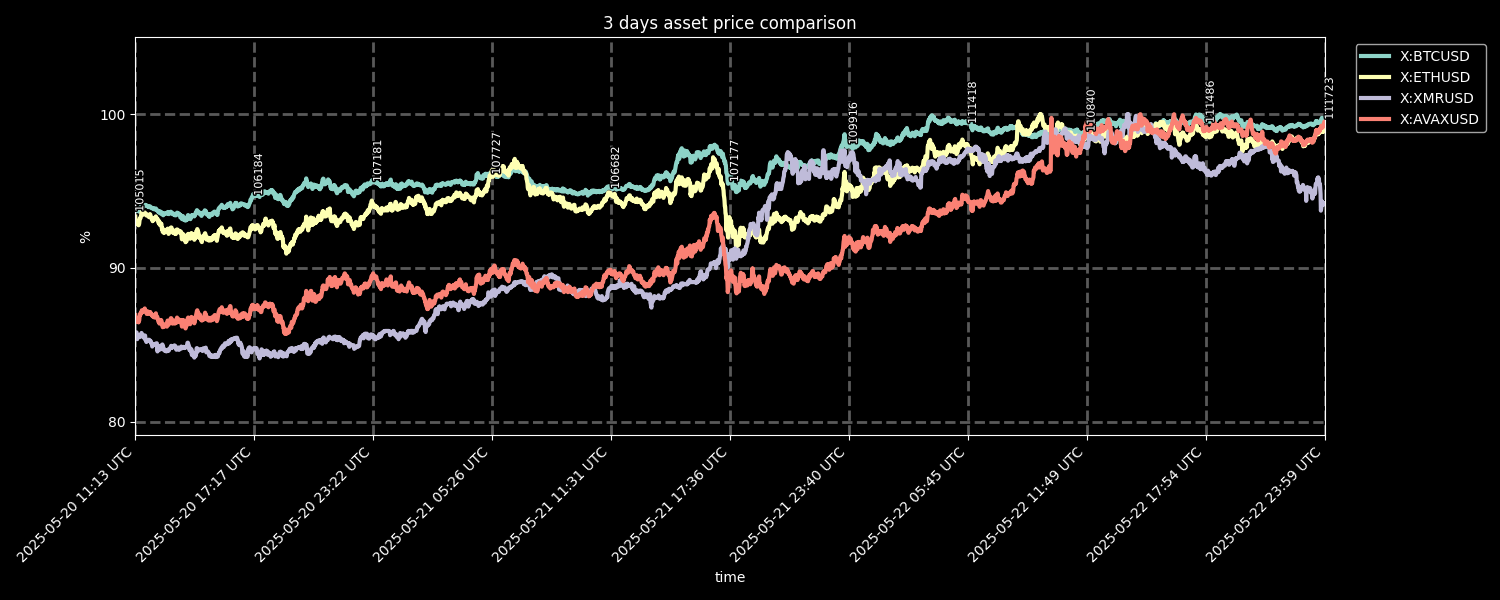 3 days asset price comparison
X:BTCUSD
X:ETHUSD
X:XMRUSD
X:AVAXUSD
100
90
80
%
105015
106184
107181
107727
106682
107177
109916
111418
110840
111486
111723
2025-05-20 11:13 UTC
2025-05-20 17:17 UTC
2025-05-20 23:22 UTC
2025-05-21 05:26 UTC
2025-05-21 11:31 UTC
2025-05-21 17:36 UTC
2025-05-21 23:40 UTC
2025-05-22 05:45 UTC
2025-05-22 11:49 UTC
2025-05-22 17:54 UTC
2025-05-22 23:59 UTC
time